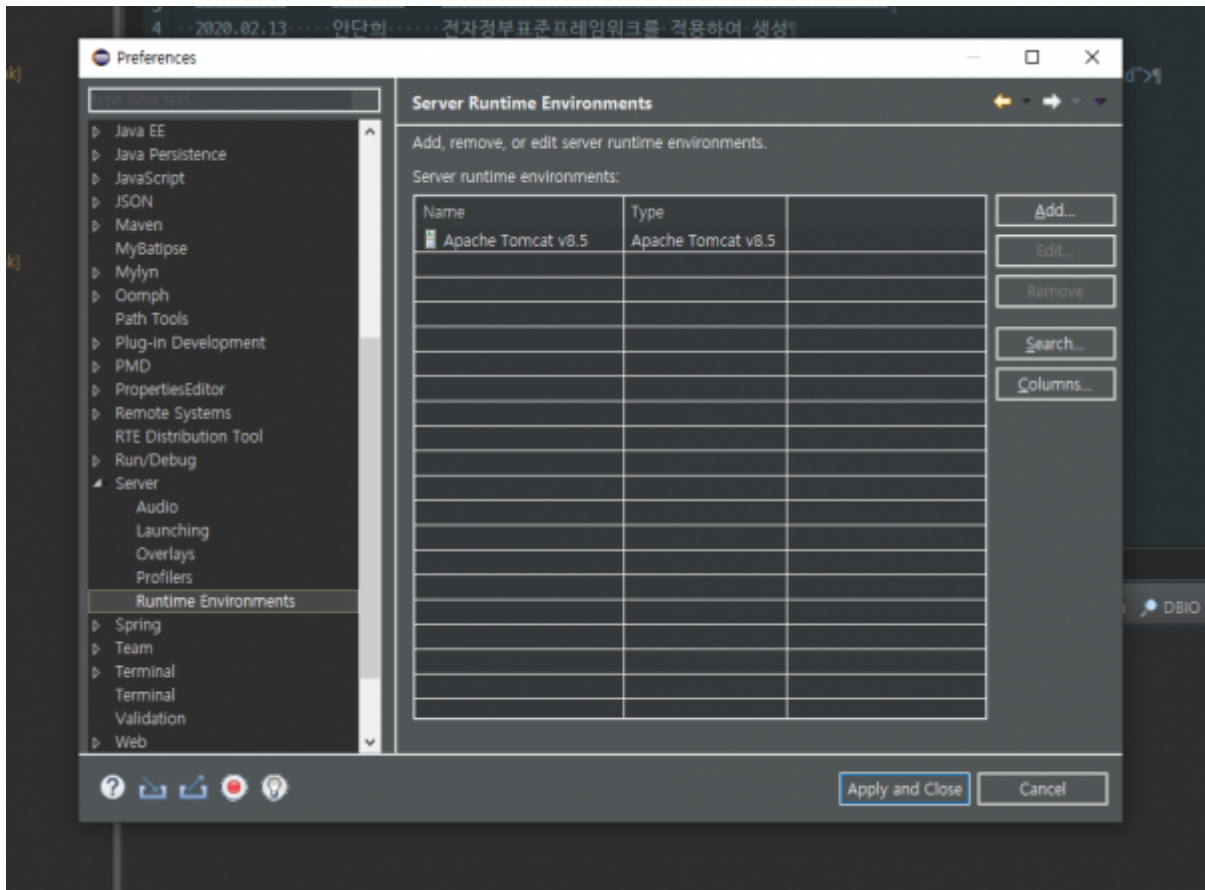 4 2020.02.13 안단희 전자정부표준프레임워크를 적용하여 생성
Preferences
ok]
d">
type filter text
Server Runtime Environments
Java EE
Java Persistence
JavaScript
JSON
Maven
MyBatipse
Mylyn
Oomph
Path Tools
Plug-in Development
PMD
PropertiesEditor
Remote Systems
RTE Distribution Tool
Run/Debug
Server
Audio
Launching
Overlays
Profilers
Runtime Environments
Spring
Team
Terminal
Terminal
Validation
Web
Add, remove, or edit server runtime environments.
Server runtime environments:
Name Type
Apache Tomcat v8.5 Apache Tomcat v8.5
Add...
Edit...
Remove
Search...
Columns...
DBIO
Apply and Close
Cancel